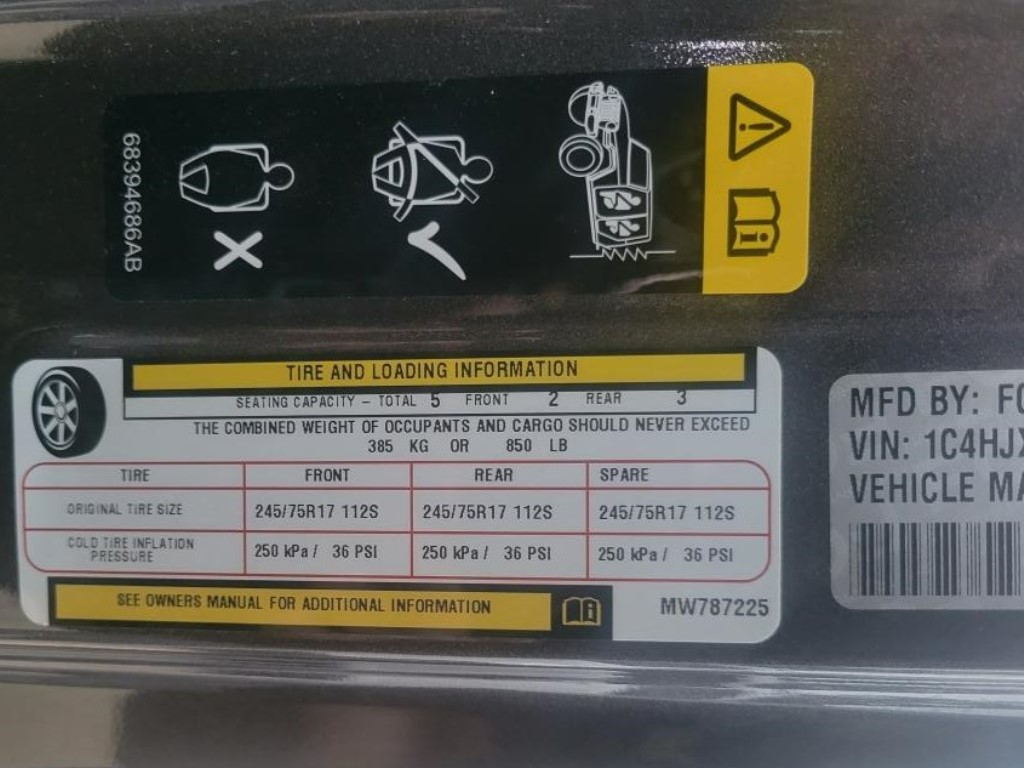 68394686AB
TIRE AND LOADING INFORMATION
SEATING CAPACITY – TOTAL 5 FRONT 2 REAR 3
THE COMBINED WEIGHT OF OCCUPANTS AND CARGO SHOULD NEVER EXCEED
385 KG OR 850 LB
TIRE FRONT REAR SPARE
ORIGINAL TIRE SIZE 245/75R17 112S 245/75R17 112S 245/75R17 112S
COLD TIRE INFLATION
PRESSURE 250 kPa / 36 PSI 250 kPa / 36 PSI 250 kPa / 36 PSI
SEE OWNERS MANUAL FOR ADDITIONAL INFORMATION
MW787225
MFD BY:
VIN: 1C4HJX
VEHICLE